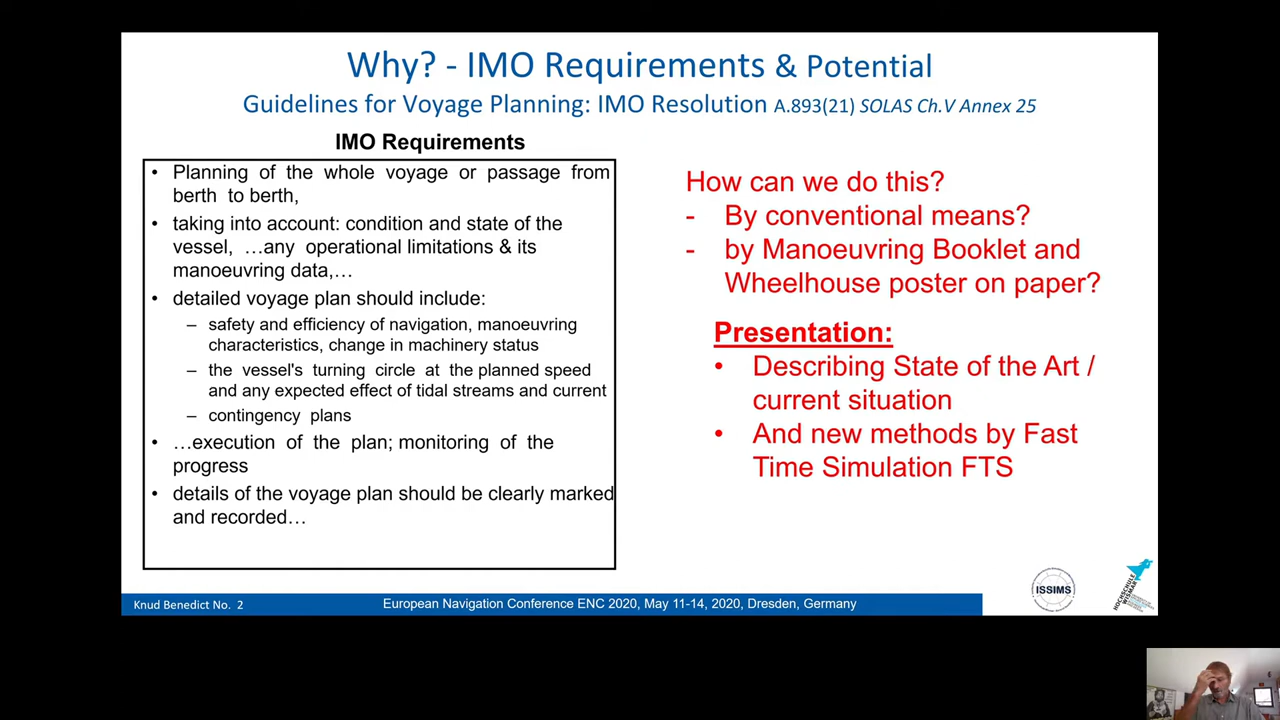 Why? - IMO Requirements & Potential
Guidelines for Voyage Planning: IMO Resolution A.893(21) SOLAS Ch.V Annex 25
IMO Requirements
• Planning of the whole voyage or passage from
berth to berth,
• taking into account: condition and state of the
vessel, …any operational limitations & its
manoeuvring data,…
• detailed voyage plan should include:
– safety and efficiency of navigation, manoeuvring
characteristics, change in machinery status
– the vessel's turning circle at the planned speed
and any expected effect of tidal streams and current
– contingency plans
• …execution of the plan; monitoring of the
progress
• details of the voyage plan should be clearly marked
and recorded…
How can we do this?
- By conventional means?
- by Manoeuvring Booklet and
Wheelhouse poster on paper?
Presentation:
• Describing State of the Art /
current situation
• And new methods by Fast
Time Simulation FTS
Knud Benedict No. 2
European Navigation Conference ENC 2020, May 11-14, 2020, Dresden, Germany
ISSIMS
HOCHSCHULE
WISMAR